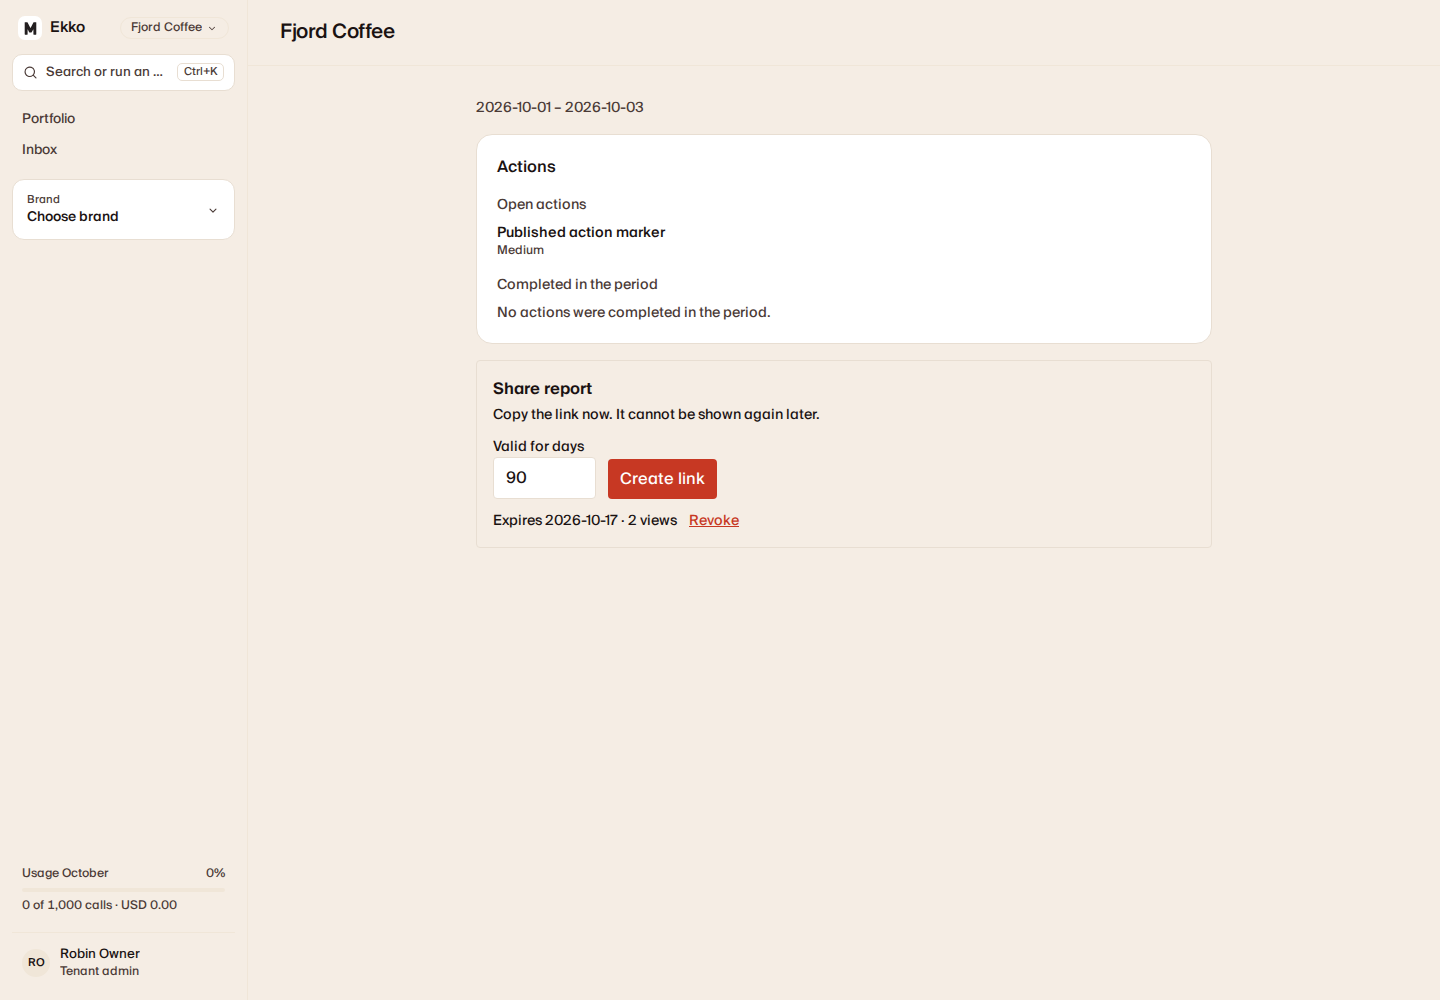 Ekko
Fjord Coffee
Search or run an ...
Ctrl+K
Portfolio
Inbox
Brand
Choose brand
Usage October
0%
0 of 1,000 calls · USD 0.00
RO
Robin Owner
Tenant admin
Fjord Coffee
2026-10-01 – 2026-10-03
Actions
Open actions
Published action marker
Medium
Completed in the period
No actions were completed in the period.
Share report
Copy the link now. It cannot be shown again later.
Valid for days
90
Create link
Expires 2026-10-17 · 2 views Revoke